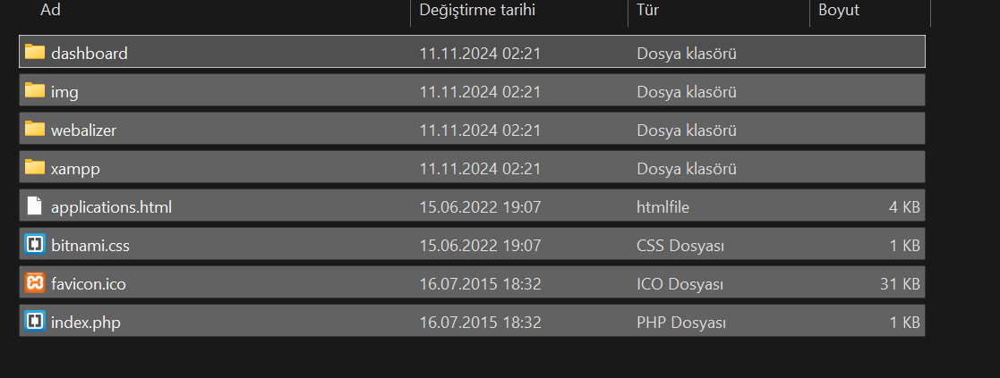 Ad Değiştirme tarihi Tür Boyut
dashboard 11.11.2024 02:21 Dosya klasörü
img 11.11.2024 02:21 Dosya klasörü
webalizer 11.11.2024 02:21 Dosya klasörü
xampp 11.11.2024 02:21 Dosya klasörü
applications.html 15.06.2022 19:07 htmlfile 4 KB
bitnami.css 15.06.2022 19:07 CSS Dosyası 1 KB
favicon.ico 16.07.2015 18:32 ICO Dosyası 31 KB
index.php 16.07.2015 18:32 PHP Dosyası 1 KB